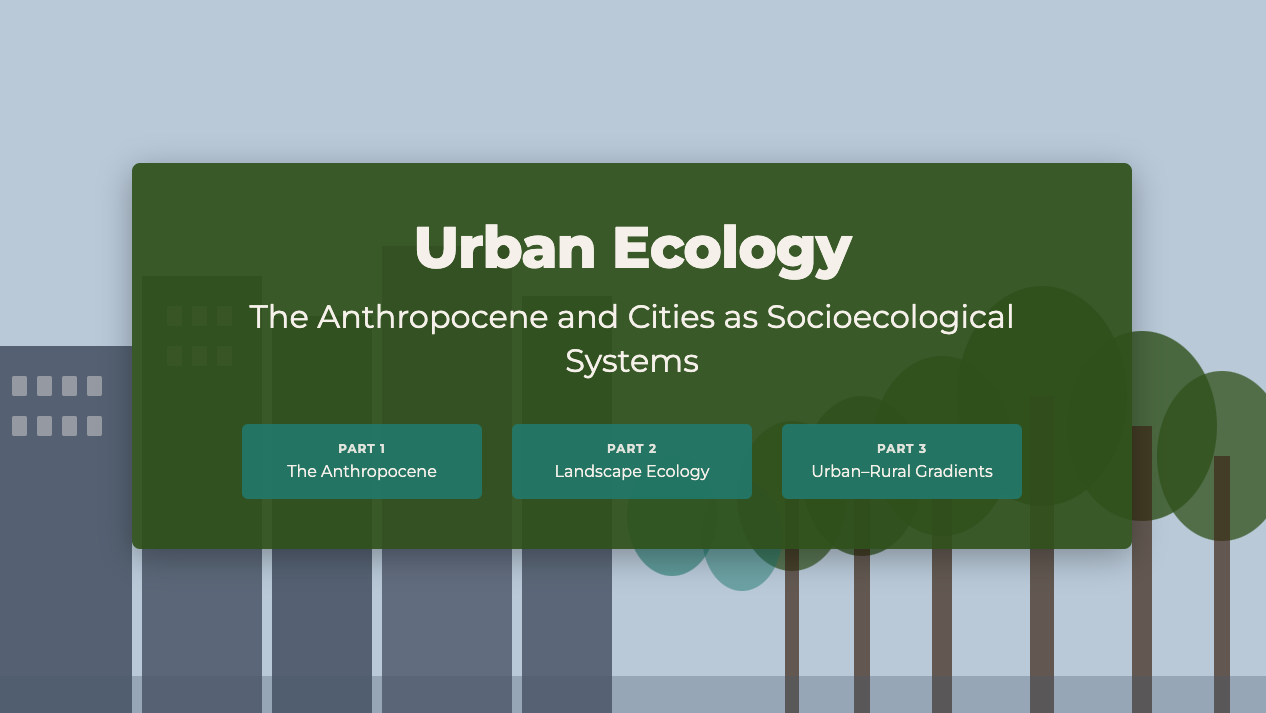 Urban Ecology
The Anthropocene and Cities as Socioecological
Systems
PART 1
The Anthropocene
PART 2
Landscape Ecology
PART 3
Urban–Rural Gradients